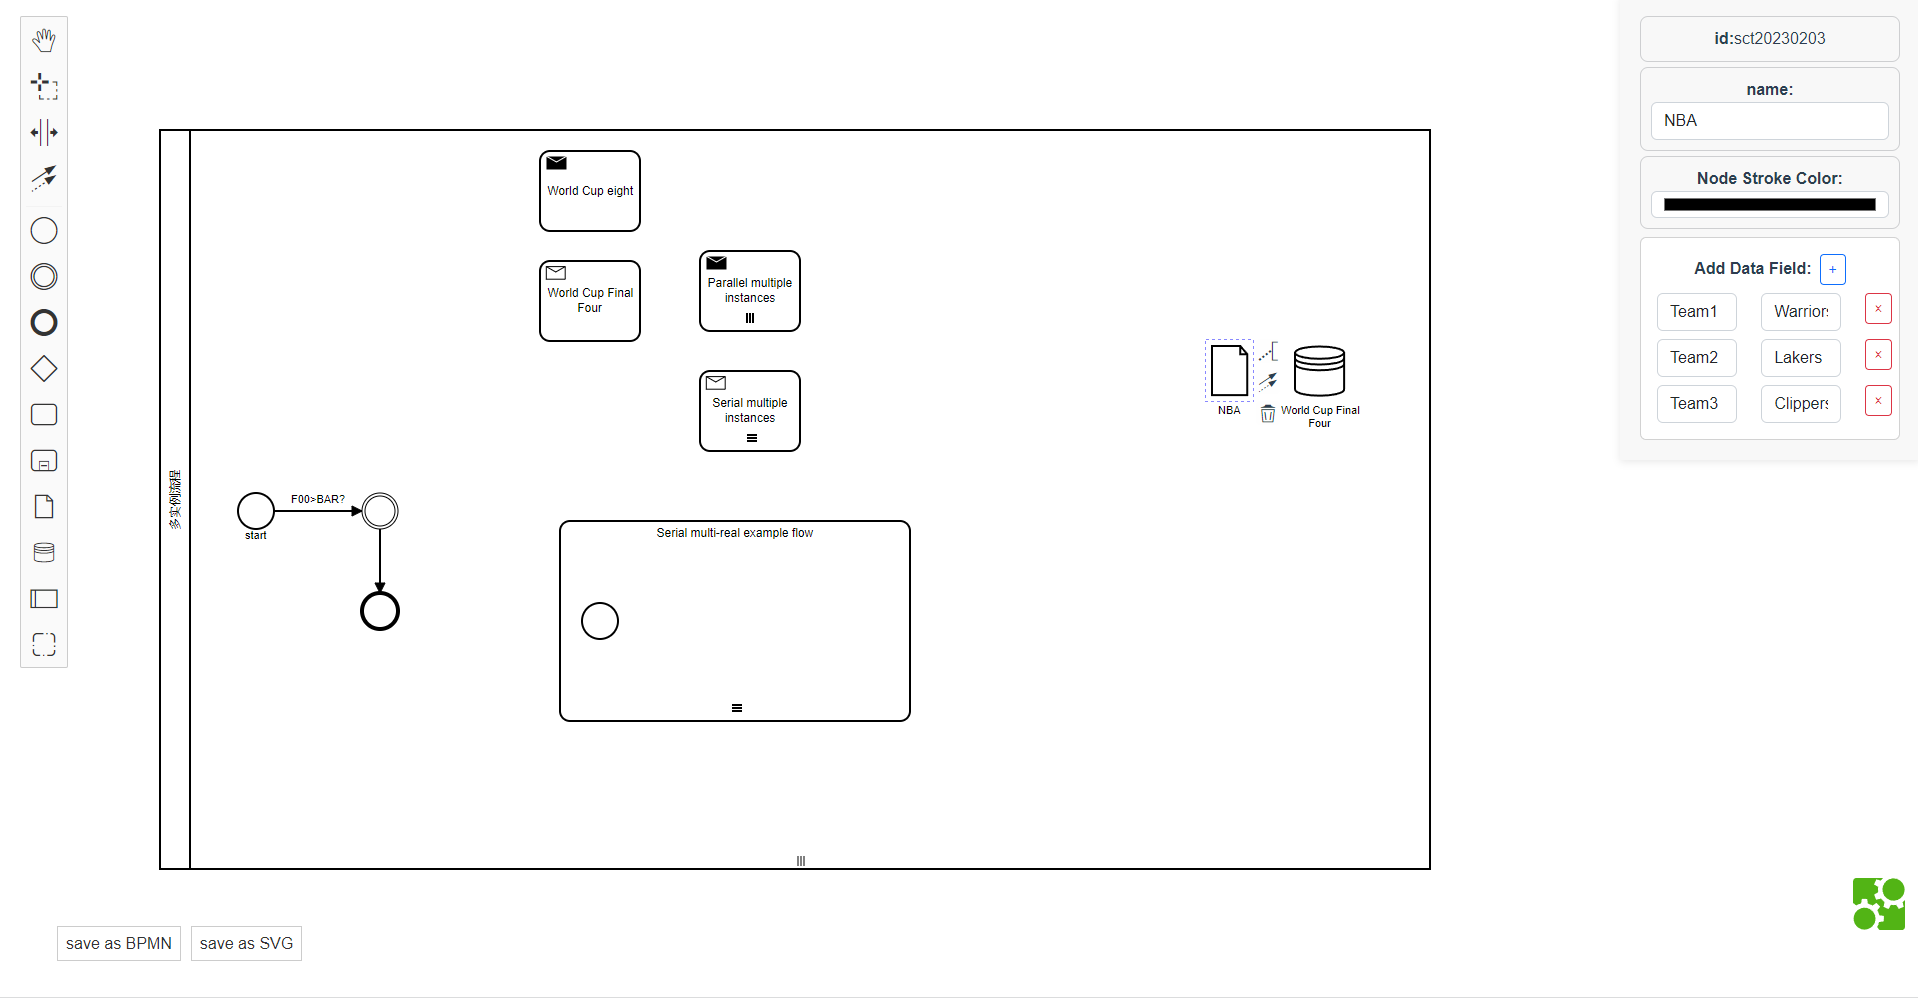 id:sct20230203
name:
NBA
Node Stroke Color:
Add Data Field: +
Team1 Warriors
Team2 Lakers
Team3 Clippers
World Cup eight
World Cup Final
Four
Parallel multiple
instances
Serial multiple
instances
NBA
World Cup Final
Four
多实例流程
F00>BAR?
start
Serial multi-real example flow
save as BPMN
save as SVG